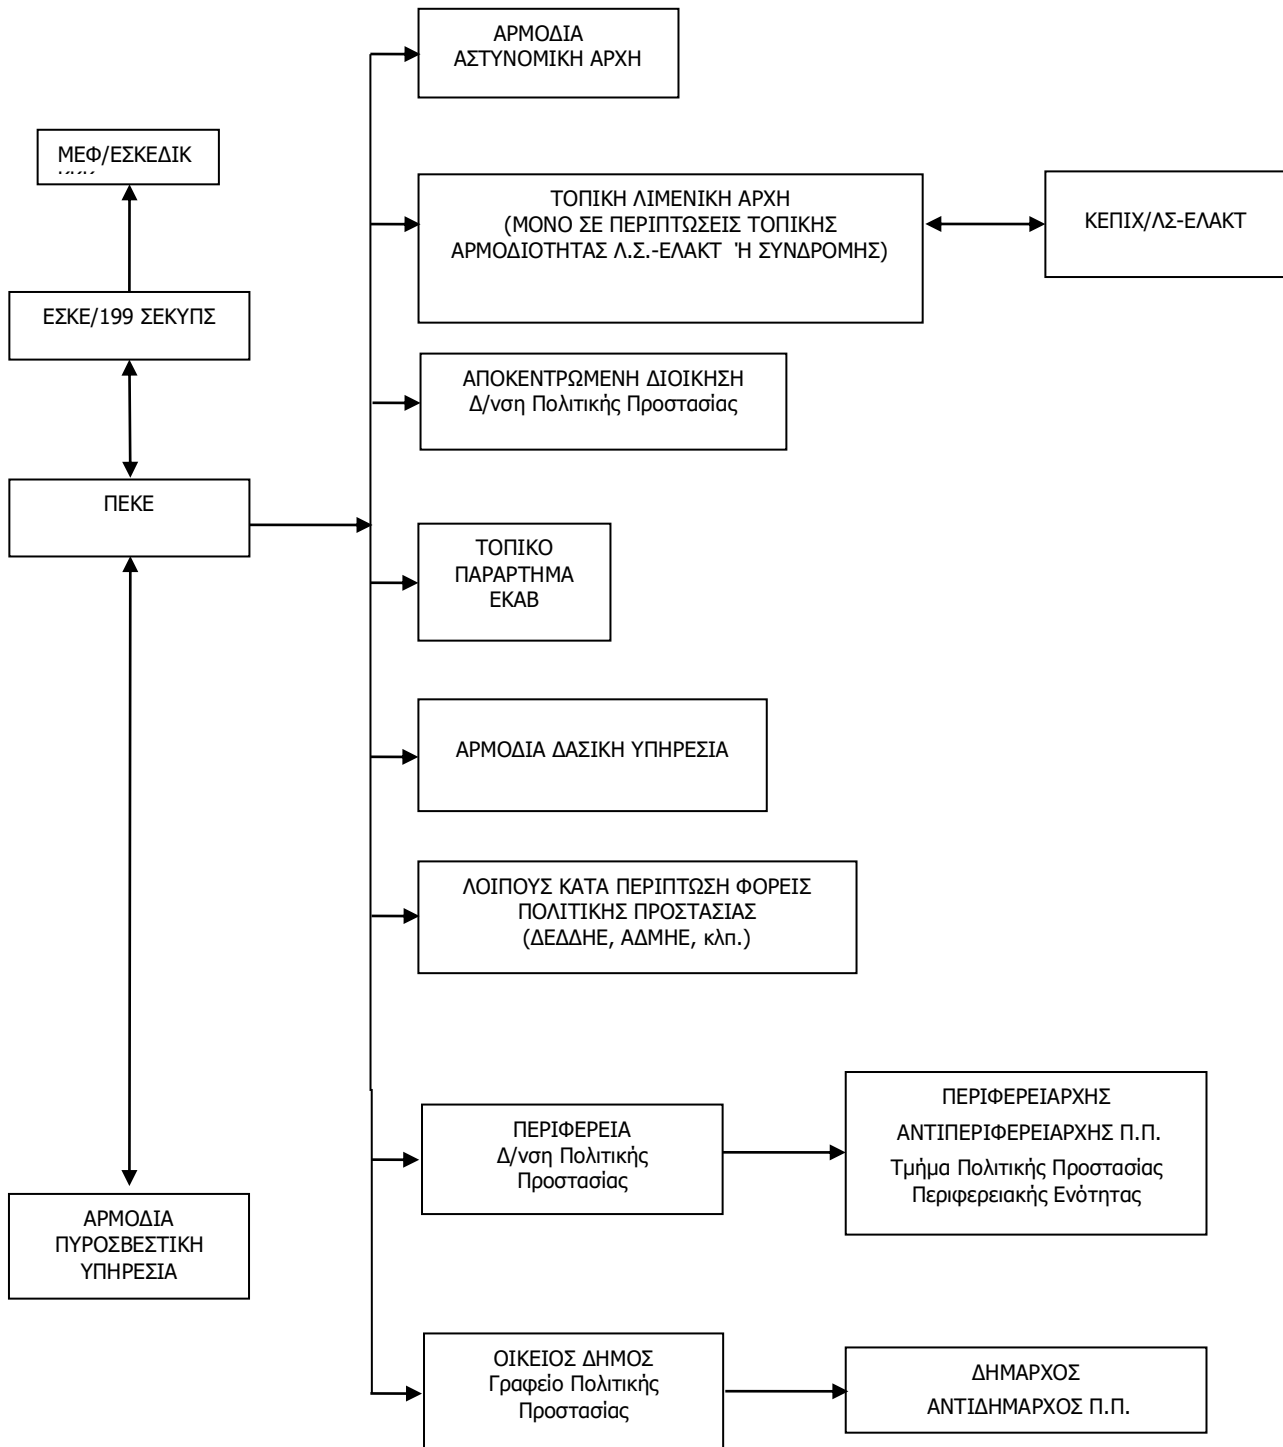 ΑΡΜΟΔΙΑ
ΑΣΤΥΝΟΜΙΚΗ ΑΡΧΗ
ΜΕΦ/ΕΣΚΕΔΙΚ
ΤΟΠΙΚΗ ΛΙΜΕΝΙΚΗ ΑΡΧΗ
(ΜΟΝΟ ΣΕ ΠΕΡΙΠΤΩΣΕΙΣ ΤΟΠΙΚΗΣ
ΑΡΜΟΔΙΟΤΗΤΑΣ Λ.Σ.-ΕΛΑΚΤ Ή ΣΥΝΔΡΟΜΗΣ)
ΚΕΠΙΧ/ΛΣ-ΕΛΑΚΤ
ΕΣΚΕ/199 ΣΕΚΥΠΣ
ΑΠΟΚΕΝΤΡΩΜΕΝΗ ΔΙΟΙΚΗΣΗ
Δ/νση Πολιτικής Προστασίας
ΠΕΚΕ
ΤΟΠΙΚΟ
ΠΑΡΑΡΤΗΜΑ
ΕΚΑΒ
ΑΡΜΟΔΙΑ ΔΑΣΙΚΗ ΥΠΗΡΕΣΙΑ
ΛΟΙΠΟΥΣ ΚΑΤΑ ΠΕΡΙΠΤΩΣΗ ΦΟΡΕΙΣ
ΠΟΛΙΤΙΚΗΣ ΠΡΟΣΤΑΣΙΑΣ
(ΔΕΔΔΗΕ, ΑΔΜΗΕ, κλπ.)
ΠΕΡΙΦΕΡΕΙΑ
Δ/νση Πολιτικής
Προστασίας
ΠΕΡΙΦΕΡΕΙΑΡΧΗΣ
ΑΝΤΙΠΕΡΙΦΕΡΕΙΑΡΧΗΣ Π.Π.
Τμήμα Πολιτικής Προστασίας
Περιφερειακής Ενότητας
ΑΡΜΟΔΙΑ
ΠΥΡΟΣΒΕΣΤΙΚΗ
ΥΠΗΡΕΣΙΑ
ΟΙΚΕΙΟΣ ΔΗΜΟΣ
Γραφείο Πολιτικής
Προστασίας
ΔΗΜΑΡΧΟΣ
ΑΝΤΙΔΗΜΑΡΧΟΣ Π.Π.